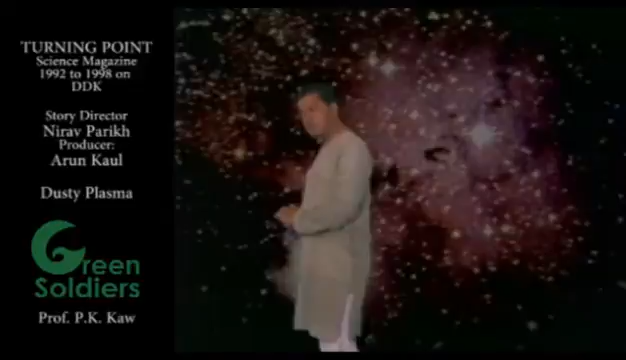 TURNING POINT
Science Magazine
1992 to 1998 on
DDK
Story Director
Nirav Parikh
Producer:
Arun Kaul
Dusty Plasma
Green
Soldiers
Prof. P.K. Kaw